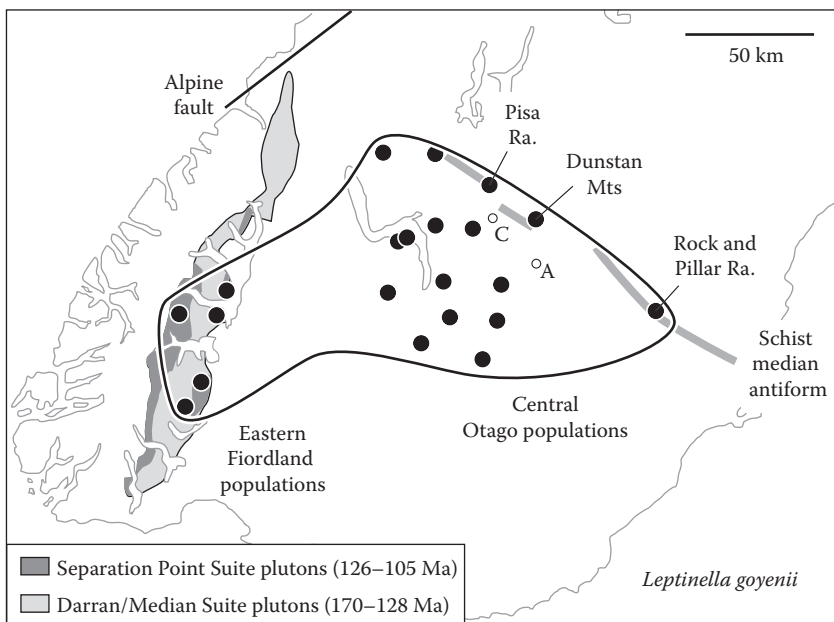 50 km
Alpine
fault
Pisa
Ra.
Dunstan
Mts
C
A
Rock and
Pillar Ra.
Schist
median
antiform
Central
Otago populations
Eastern
Fiordland
populations
Separation Point Suite plutons (126–105 Ma)
Darran/Median Suite plutons (170–128 Ma)
Leptinella goyenii